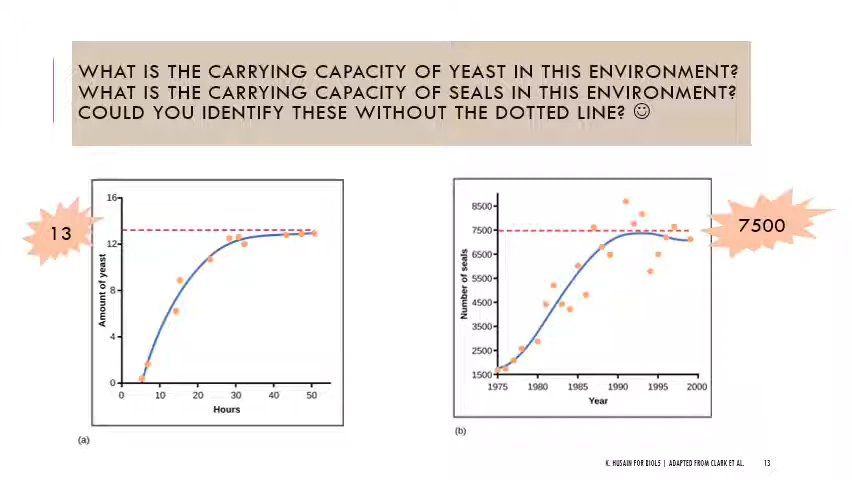 WHAT IS THE CARRYING CAPACITY OF YEAST IN THIS ENVIRONMENT?
WHAT IS THE CARRYING CAPACITY OF SEALS IN THIS ENVIRONMENT?
COULD YOU IDENTIFY THESE WITHOUT THE DOTTED LINE? ☺
13
16
12
8
4
0
Amount of yeast
0 10 20 30 40 50
Hours
(a)
8500
7500
6500
5500
4500
3500
2500
1500
Number of seals
1975 1980 1985 1990 1995 2000
Year
(b)
7500
K. HUSAIN FOR BIOL5 | ADAPTED FROM CLARK ET AL. 13